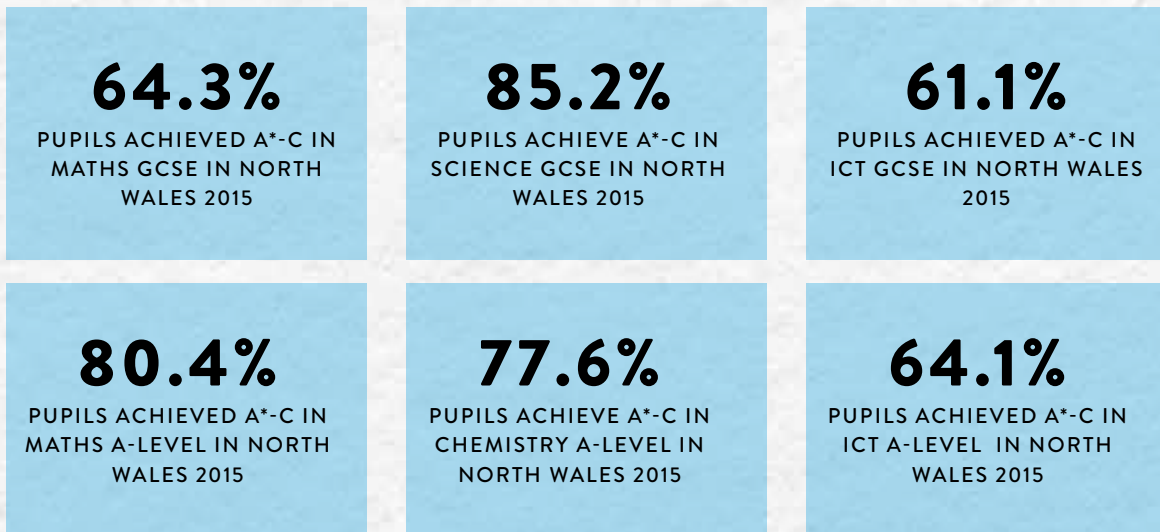 64.3%
PUPILS ACHIEVED A*-C IN
MATHS GCSE IN NORTH
WALES 2015
85.2%
PUPILS ACHIEVE A*-C IN
SCIENCE GCSE IN NORTH
WALES 2015
61.1%
PUPILS ACHIEVED A*-C IN
ICT GCSE IN NORTH WALES
2015
80.4%
PUPILS ACHIEVED A*-C IN
MATHS A-LEVEL IN NORTH
WALES 2015
77.6%
PUPILS ACHIEVE A*-C IN
CHEMISTRY A-LEVEL IN
NORTH WALES 2015
64.1%
PUPILS ACHIEVED A*-C IN
ICT A-LEVEL IN NORTH
WALES 2015